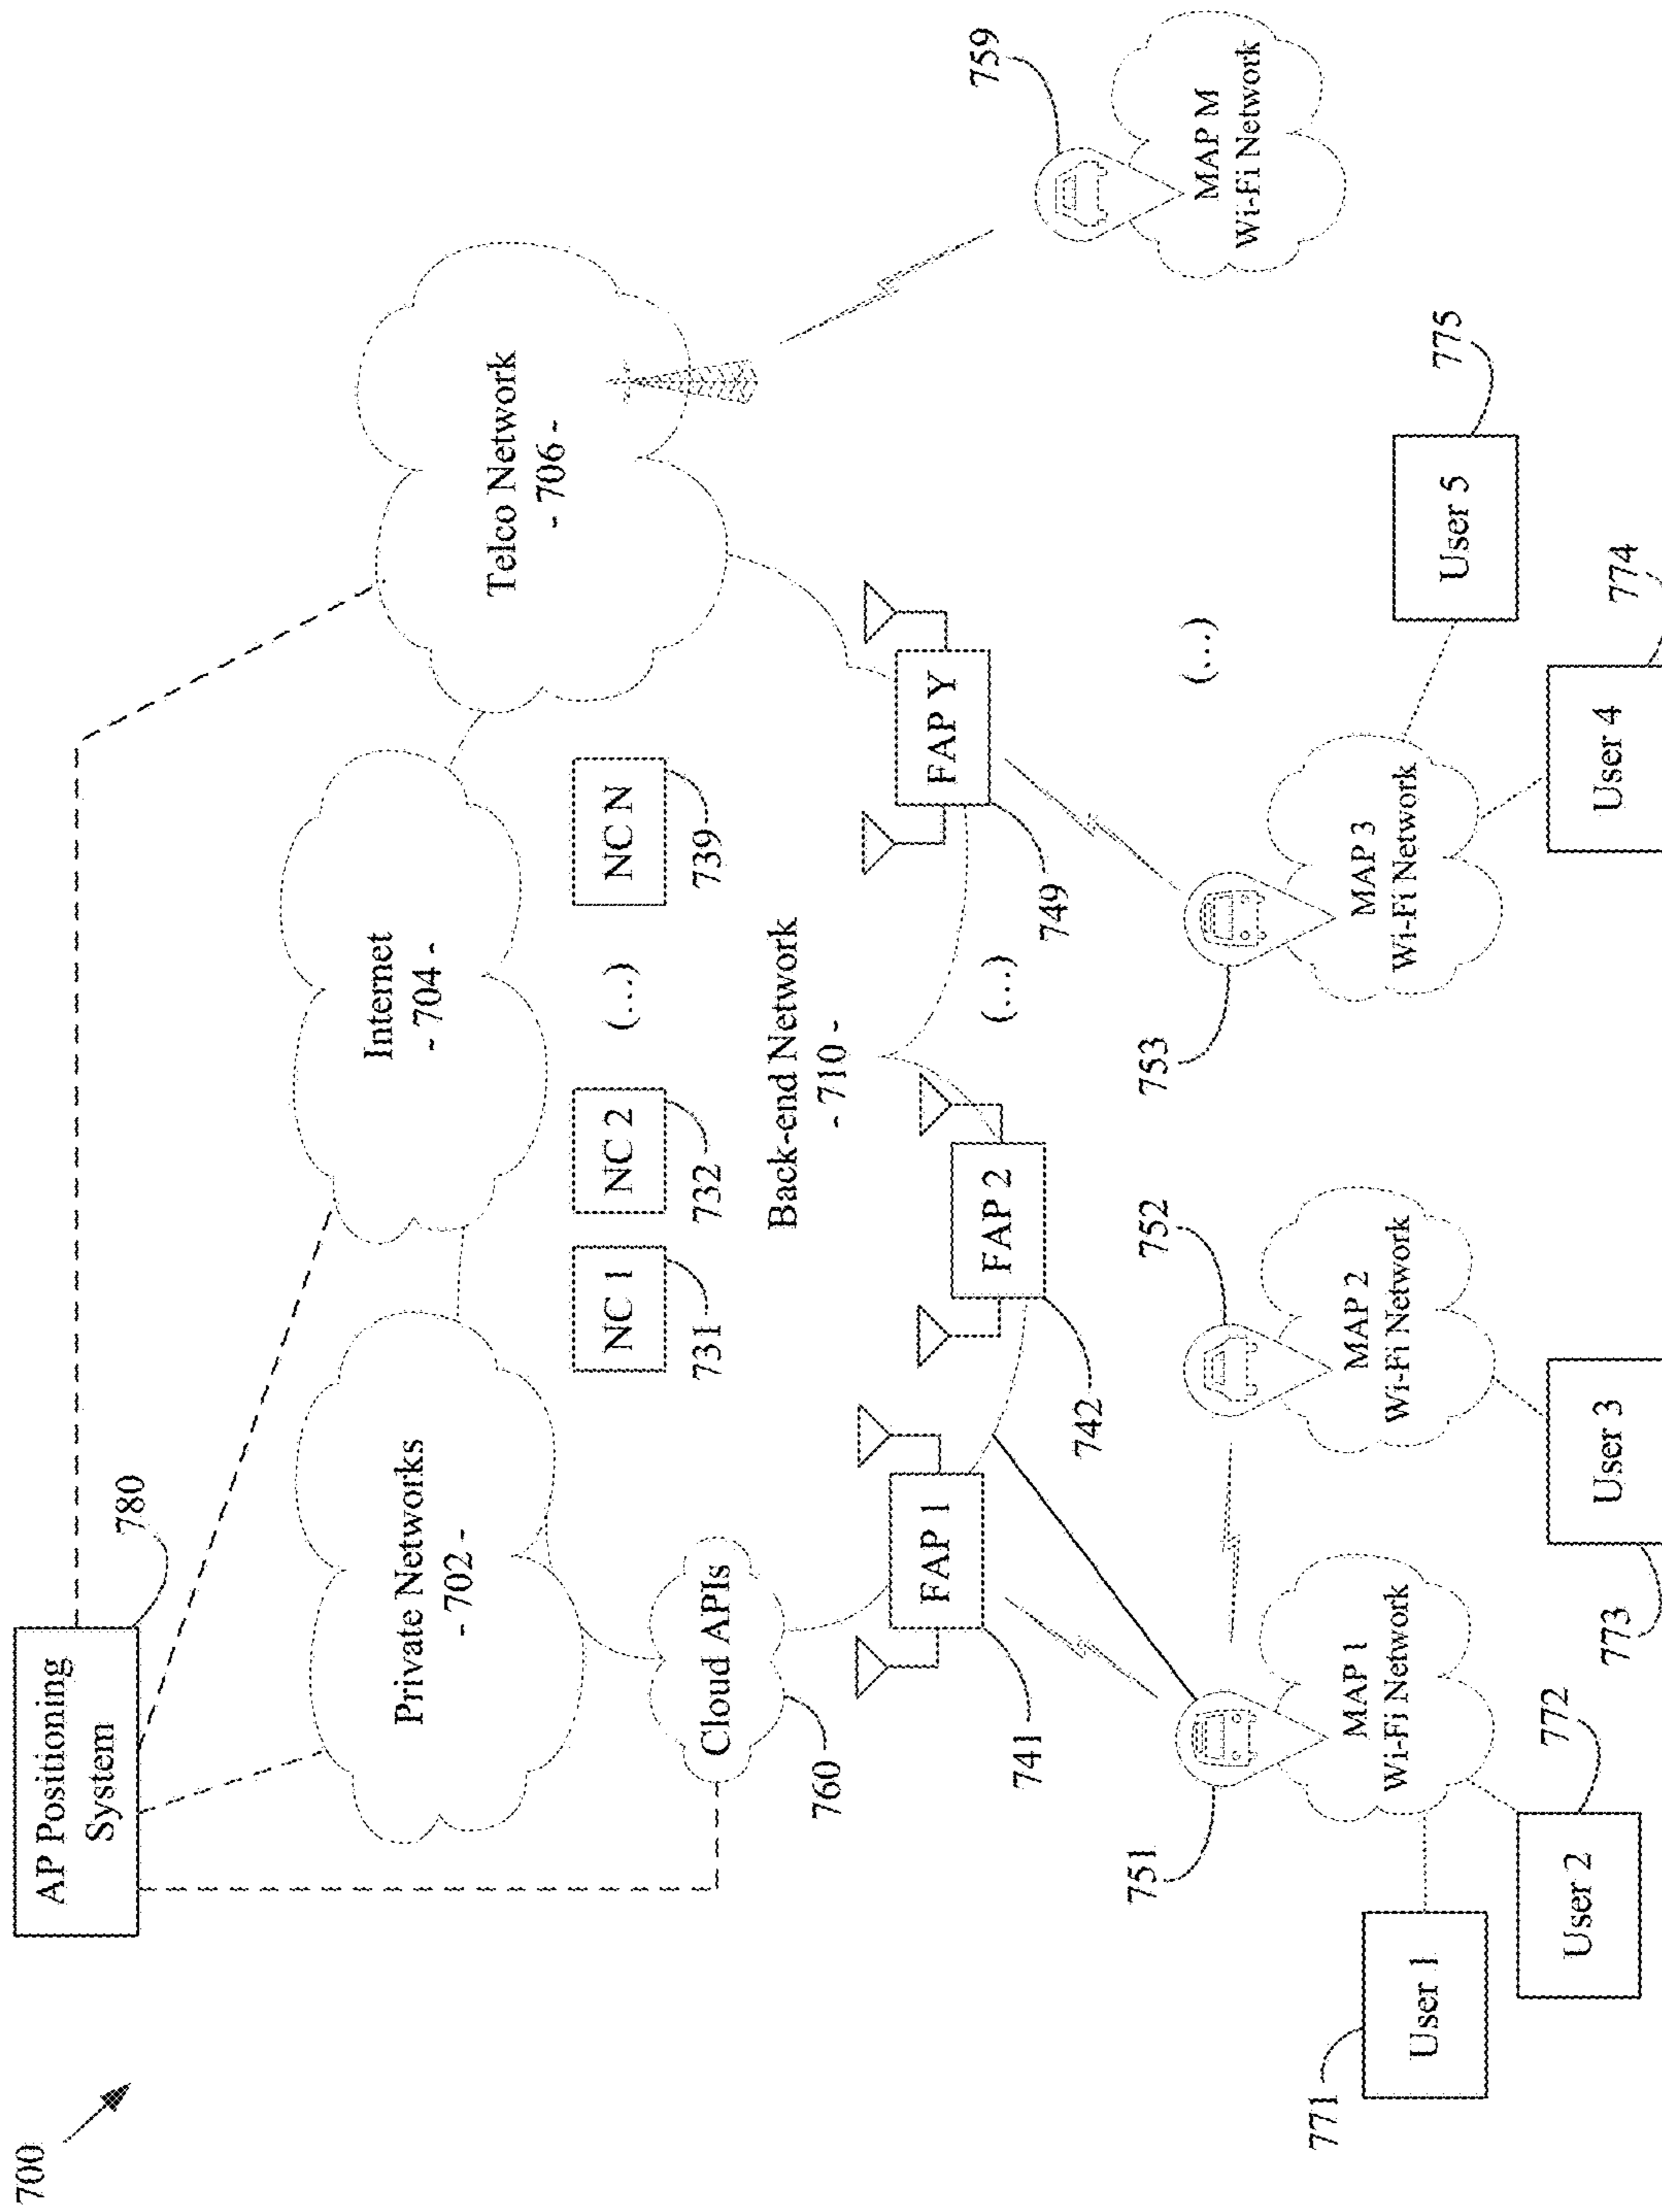 700
AP Positioning
System
780
Private Networks
- 702 -
Internet
- 704 -
Telco Network
- 706 -
Cloud APIs
760
NC 1
731
NC 2
732
(...)
NC N
739
Back-end Network
- 710 -
FAP 1
741
FAP 2
742
(...)
FAP Y
749
751
MAP 1
Wi-Fi Network
752
MAP 2
Wi-Fi Network
753
MAP 3
Wi-Fi Network
(...)
759
MAP M
Wi-Fi Network
771
User 1
User 2
772
773
User 3
User 4
774
User 5
775